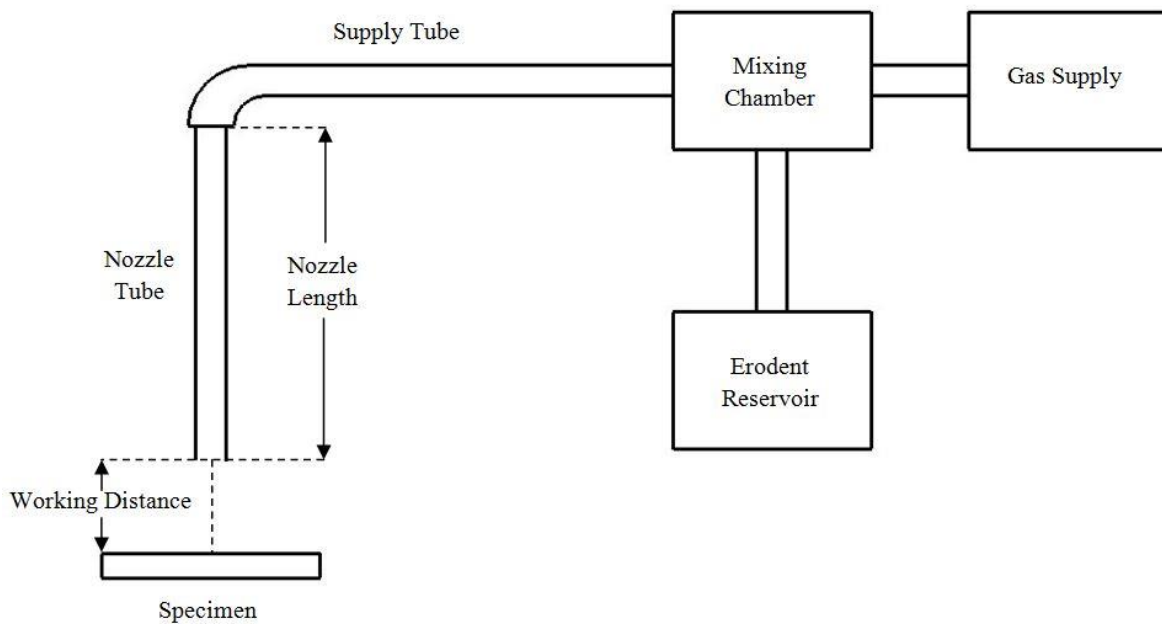 Supply Tube
Mixing
Chamber
Gas Supply
Nozzle
Tube
Nozzle
Length
Erodent
Reservoir
Working Distance
Specimen